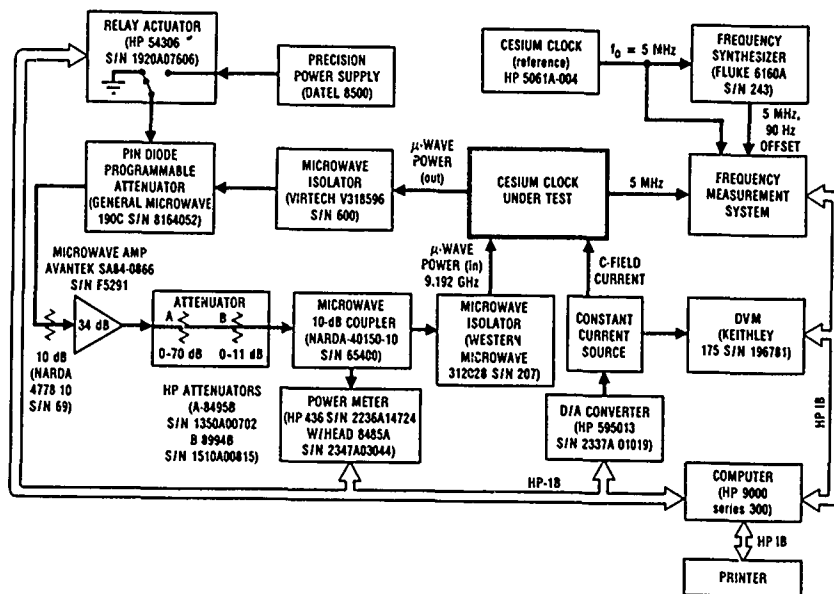 RELAY ACTUATOR
(HP 54306
S/N 1920A07606)
PRECISION
POWER SUPPLY
(DATEL 8500)
CESIUM CLOCK
(reference)
HP 5061A-004
f₀ = 5 MHz
FREQUENCY
SYNTHESIZER
(FLUKE 6160A
S/N 243)
5 MHz,
90 Hz
OFFSET
PIN DIODE
PROGRAMMABLE
ATTENUATOR
(GENERAL MICROWAVE
190C S/N 8164052)
MICROWAVE
ISOLATOR
(VIRTECH V318596
S/N 600)
μ-WAVE
POWER
(out)
CESIUM CLOCK
UNDER TEST
5 MHz
FREQUENCY
MEASUREMENT
SYSTEM
MICROWAVE AMP
AVANTEK SA84-0866
S/N F5291
34 dB
10 dB
(NARDA
4778 10
S/N 69)
ATTENUATOR
A
B
0-70 dB
0-11 dB
HP ATTENUATORS
(A-8495B
S/N 1350A00702
B 8994B
S/N 1510A00815)
MICROWAVE
10-dB COUPLER
(NARDA-40150-10
S/N 65400)
μ-WAVE
POWER (in)
9.192 GHz
MICROWAVE
ISOLATOR
(WESTERN
MICROWAVE
312028 S/N 207)
C-FIELD
CURRENT
CONSTANT
CURRENT
SOURCE
DVM
(KEITHLEY
175 S/N 196781)
POWER METER
(HP 436 S/N 2236A14724
W/HEAD 8485A
S/N 2347A03044)
D/A CONVERTER
(HP 595013
S/N 2337A 01019)
HP IB
HP-1B
COMPUTER
(HP 9000
series 300)
HP IB
PRINTER